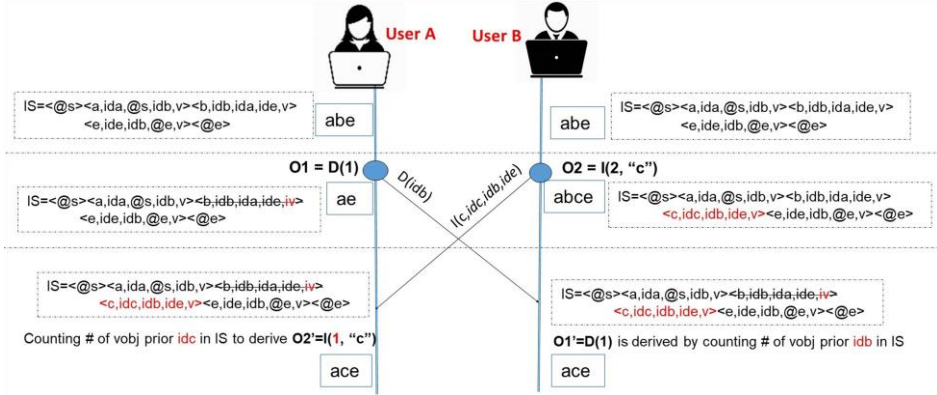 User A
User B
IS=<@s><a,ida,@s,idb,v><b,idb,ida,ide,v>
<e,ide,idb,@e,v><@e>
abe
abe
IS=<@s><a,ida,@s,idb,v><b,idb,ida,ide,v>
<e,ide,idb,@e,v><@e>
O1 = D(1)
D(idb)
I(c,idc,idb,ide)
O2 = I(2, “c”)
IS=<@s><a,ida,@s,idb,v><b,idb,ida,ide,iv>
<e,ide,idb,@e,v><@e>
ae
abce
IS=<@s><a,ida,@s,idb,v><b,idb,ida,ide,v>
<c,idc,idb,ide,v><e,ide,idb,@e,v><@e>
IS=<@s><a,ida,@s,idb,v><b,idb,ida,ide,iv>
<c,idc,idb,ide,v><e,ide,idb,@e,v><@e>
Counting # of vobj prior idc in IS to derive O2'=I(1, “c”)
ace
IS=<@s><a,ida,@s,idb,v><b,idb,ida,ide,iv>
<c,idc,idb,ide,v><e,ide,idb,@e,v><@e>
O1'=D(1) is derived by counting # of vobj prior idb in IS
ace